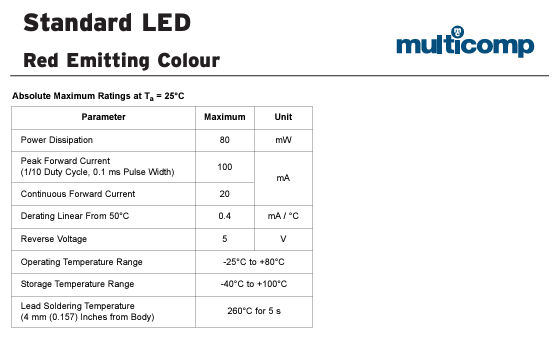 Standard LED
Red Emitting Colour
multicomp
Absolute Maximum Ratings at Ta = 25°C
Parameter Maximum Unit
Power Dissipation 80 mW
Peak Forward Current
(1/10 Duty Cycle, 0.1 ms Pulse Width) 100
mA
Continuous Forward Current 20
Derating Linear From 50°C 0.4 mA / °C
Reverse Voltage 5 V
Operating Temperature Range -25°C to +80°C
Storage Temperature Range -40°C to +100°C
Lead Soldering Temperature
(4 mm (0.157) Inches from Body) 260°C for 5 s